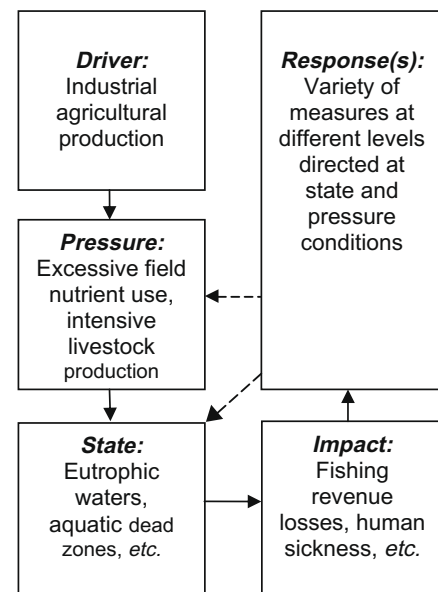 Driver:
Industrial
agricultural
production
Pressure:
Excessive field
nutrient use,
intensive
livestock
production
State:
Eutrophic
waters,
aquatic dead
zones, etc.
Response(s):
Variety of
measures at
different levels
directed at
state and
pressure
conditions
Impact:
Fishing
revenue
losses, human
sickness, etc.